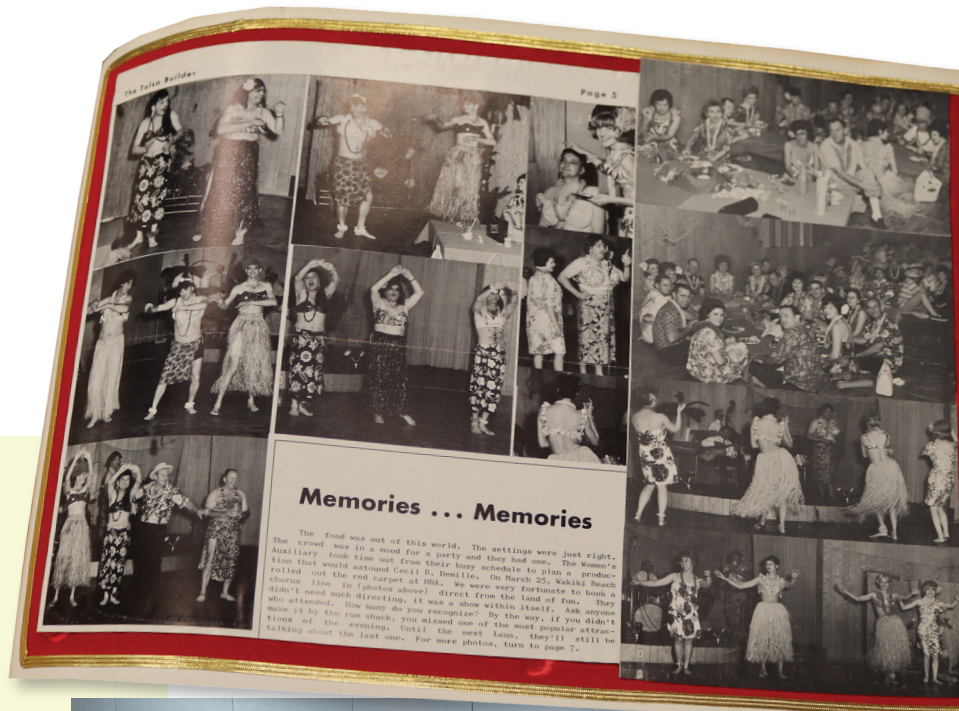 The Tulsa Builder
Page 5
Memories ... Memories
The food was out of this world. The settings were just right.
The crowd was in a mood for a party and they had one. The Women's
Auxiliary took time out from their busy schedule to plan a produc-
tion that would astound Cecil B. Demille. On March 25, Wakiki Beach
rolled out the red carpet at HBA. We were very fortunate to book a
chorus line in (photos above) direct from the land of fun. They
didn't need much directing, it was a show within itself. Ask anyone
who attended. How many do you recognize? By the way, if you didn't
make it by the rum shack, you missed one of the most popular attrac-
tions of the evening. Until the next Luau, they'll still be
talking about the last one. For more photos, turn to page 7.